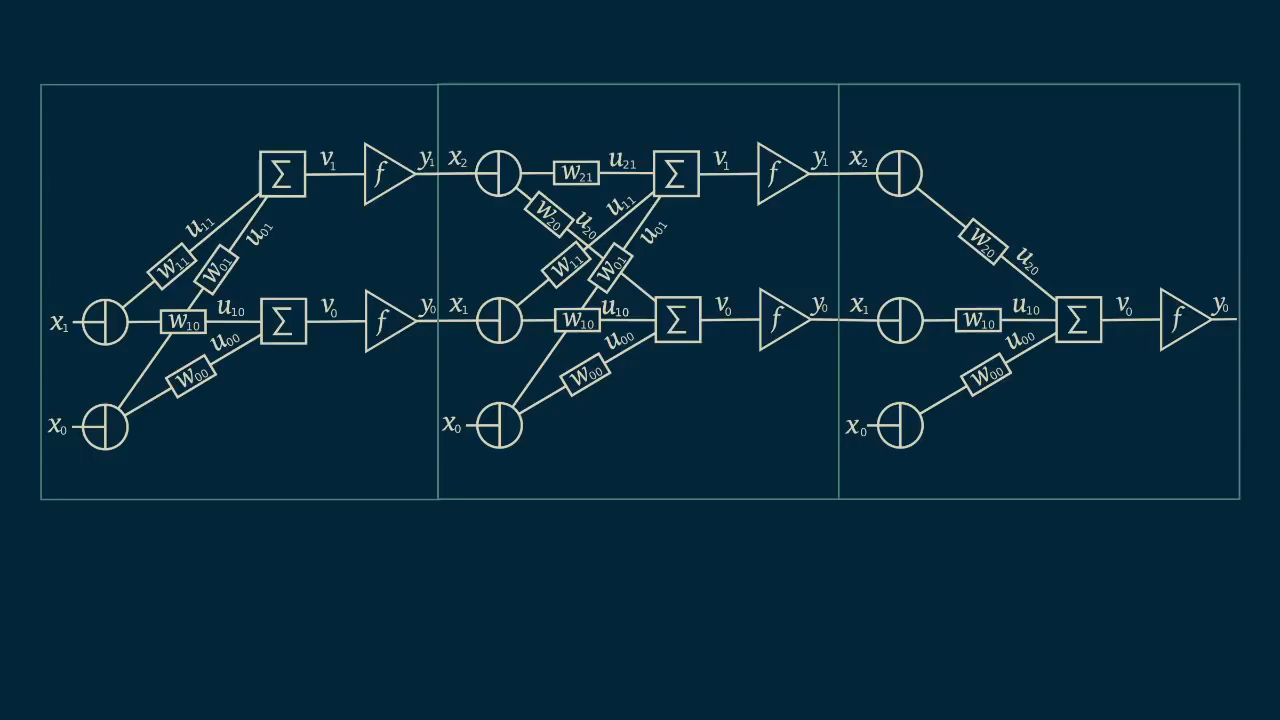 Σ v₁ f y₁ x₂ w₂₁ u₂₁ Σ v₁ f y₁ x₂
u₁₁ u₀₁ w₂₀ u₂₀ u₁₁ u₀₁ w₂₀ u₂₀
w₁₁ w₀₁ w₁₁ w₀₁
x₁ w₁₀ u₁₀ Σ v₀ f y₀ x₁ w₁₀ u₁₀ Σ v₀ f y₀ x₁ w₁₀ u₁₀ Σ v₀ f y₀
w₀₀ u₀₀ w₀₀ u₀₀ w₀₀ u₀₀
x₀ x₀ x₀